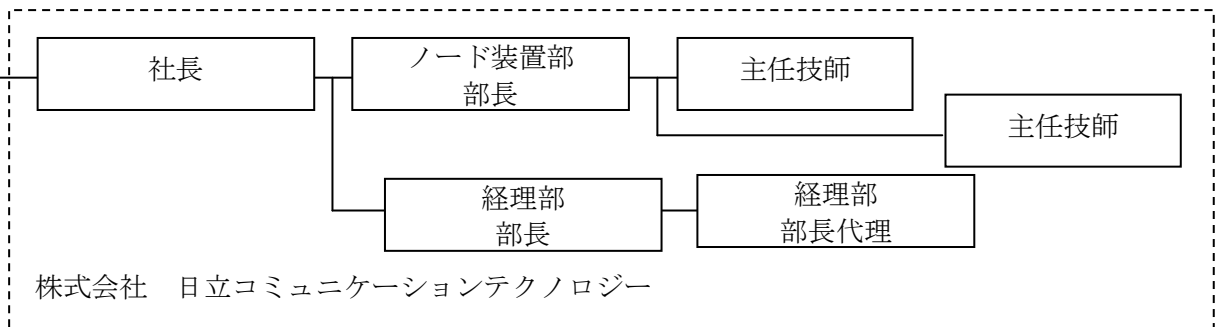 社長
ノード装置部
部長
主任技師
主任技師
経理部
部長
経理部
部長代理
株式会社　日立コミュニケーションテクノロジー